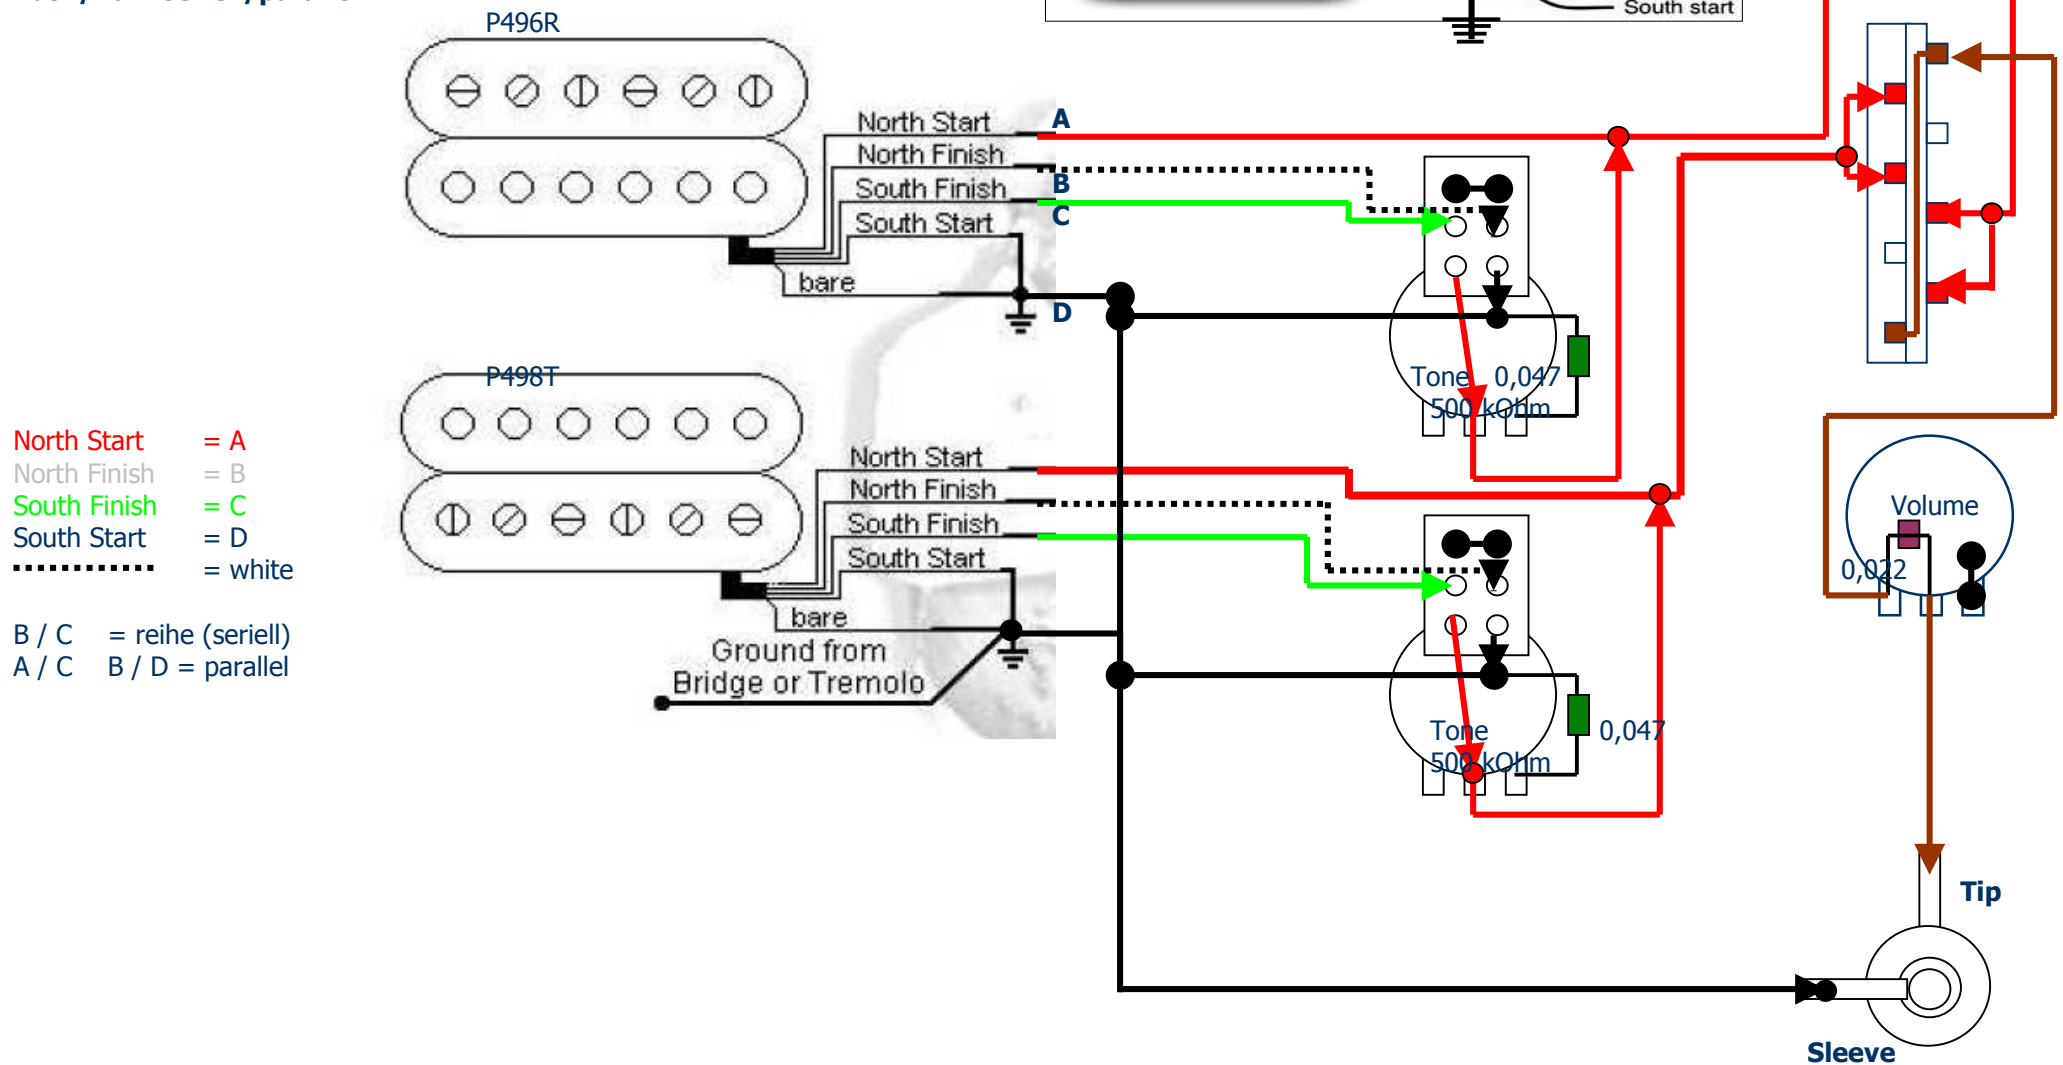 P496R
South start
North Start
A
North Finish
B
South Finish
C
South Start
bare
D
Tone 0,047
500 kOhm
P498T
North Start = A
North Finish = B
South Finish = C
South Start = D
= white
B / C = reihe (seriell)
A / C B / D = parallel
North Start
North Finish
South Finish
South Start
bare
Ground from
Bridge or Tremolo
Tone
500 kOhm
0,047
Volume
0,022
Tip
Sleeve